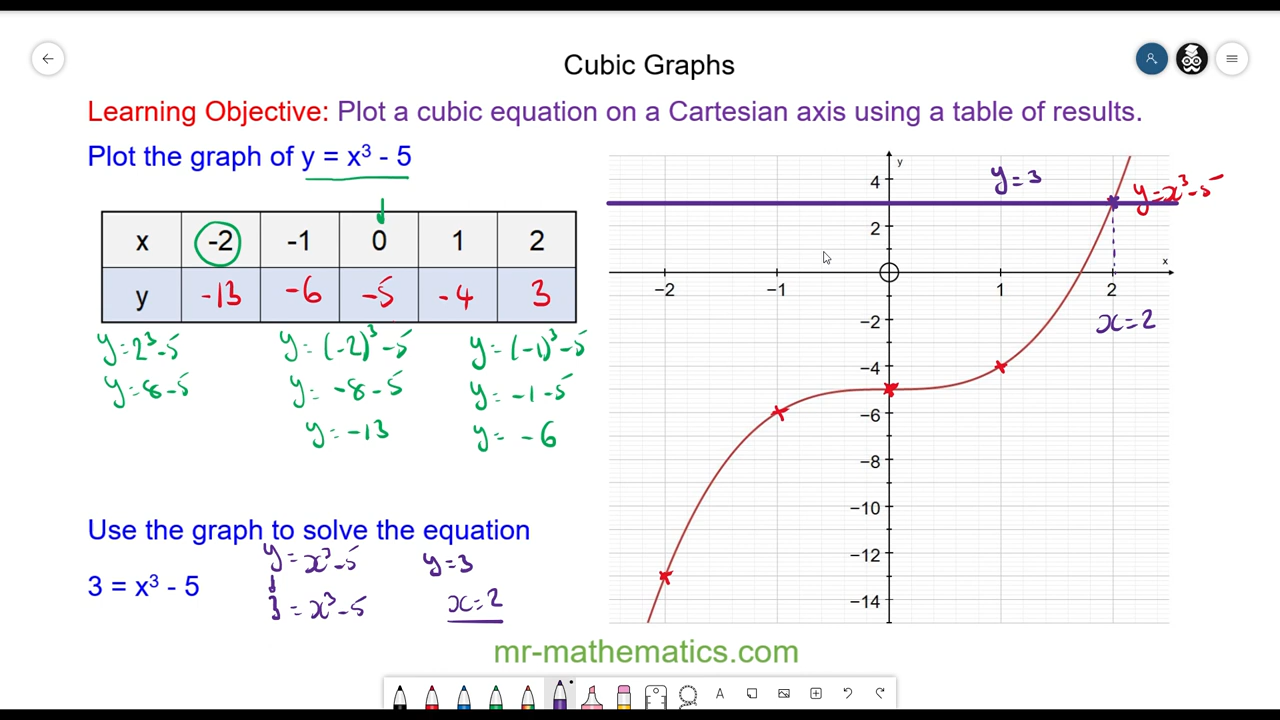 Cubic Graphs
Learning Objective: Plot a cubic equation on a Cartesian axis using a table of results.
Plot the graph of y = x³ - 5
x -2 -1 0 1 2
y -13 -6 -5 -4 3
y=2³-5 y=(-2)³-5 y=(-1)³-5
y=8-5 y=-8-5 y=-1-5
y=-13 y=-6
Use the graph to solve the equation
y=x³-5 y=3
3 = x³ - 5
3=x³-5 x=2
y
4
y=3
y=x³-5
2
x
−2 −1 1 2
−2
x=2
−4
−6
−8
−10
−12
−14
mr-mathematics.com
A